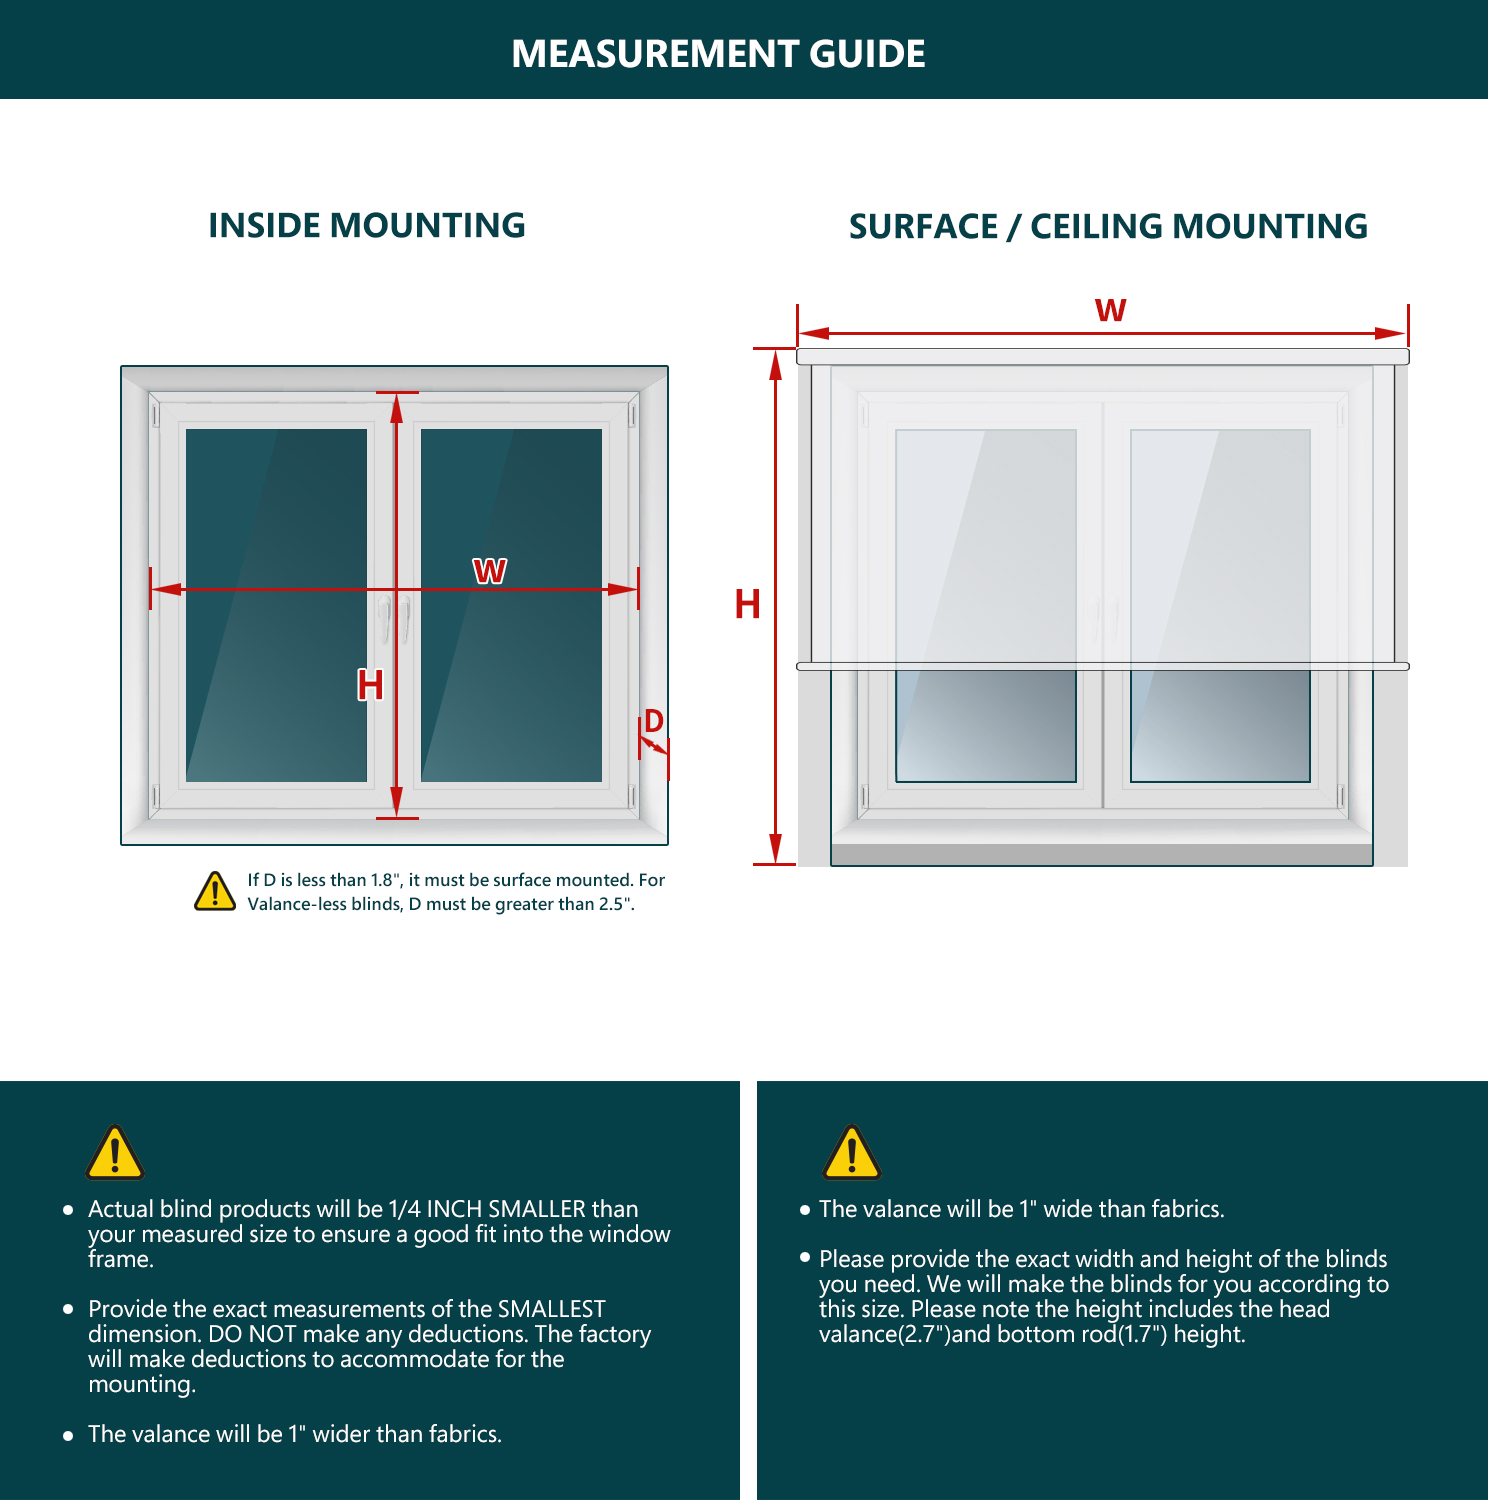 MEASUREMENT GUIDE
INSIDE MOUNTING
W
H
D
If D is less than 1.8", it must be surface mounted. For
Valance-less blinds, D must be greater than 2.5".
SURFACE / CEILING MOUNTING
W
H
Actual blind products will be 1/4 INCH SMALLER than
your measured size to ensure a good fit into the window
frame.
Provide the exact measurements of the SMALLEST
dimension. DO NOT make any deductions. The factory
will make deductions to accommodate for the
mounting.
The valance will be 1" wider than fabrics.
The valance will be 1" wide than fabrics.
Please provide the exact width and height of the blinds
you need. We will make the blinds for you according to
this size. Please note the height includes the head
valance(2.7")and bottom rod(1.7") height.